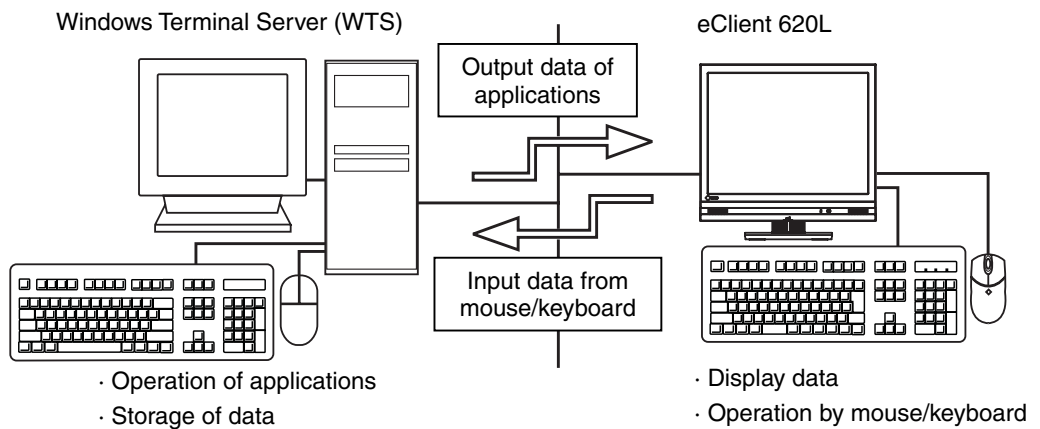 Windows Terminal Server (WTS)
eClient 620L
Output data of
applications
Input data from
mouse/keyboard
· Operation of applications
· Storage of data
· Display data
· Operation by mouse/keyboard